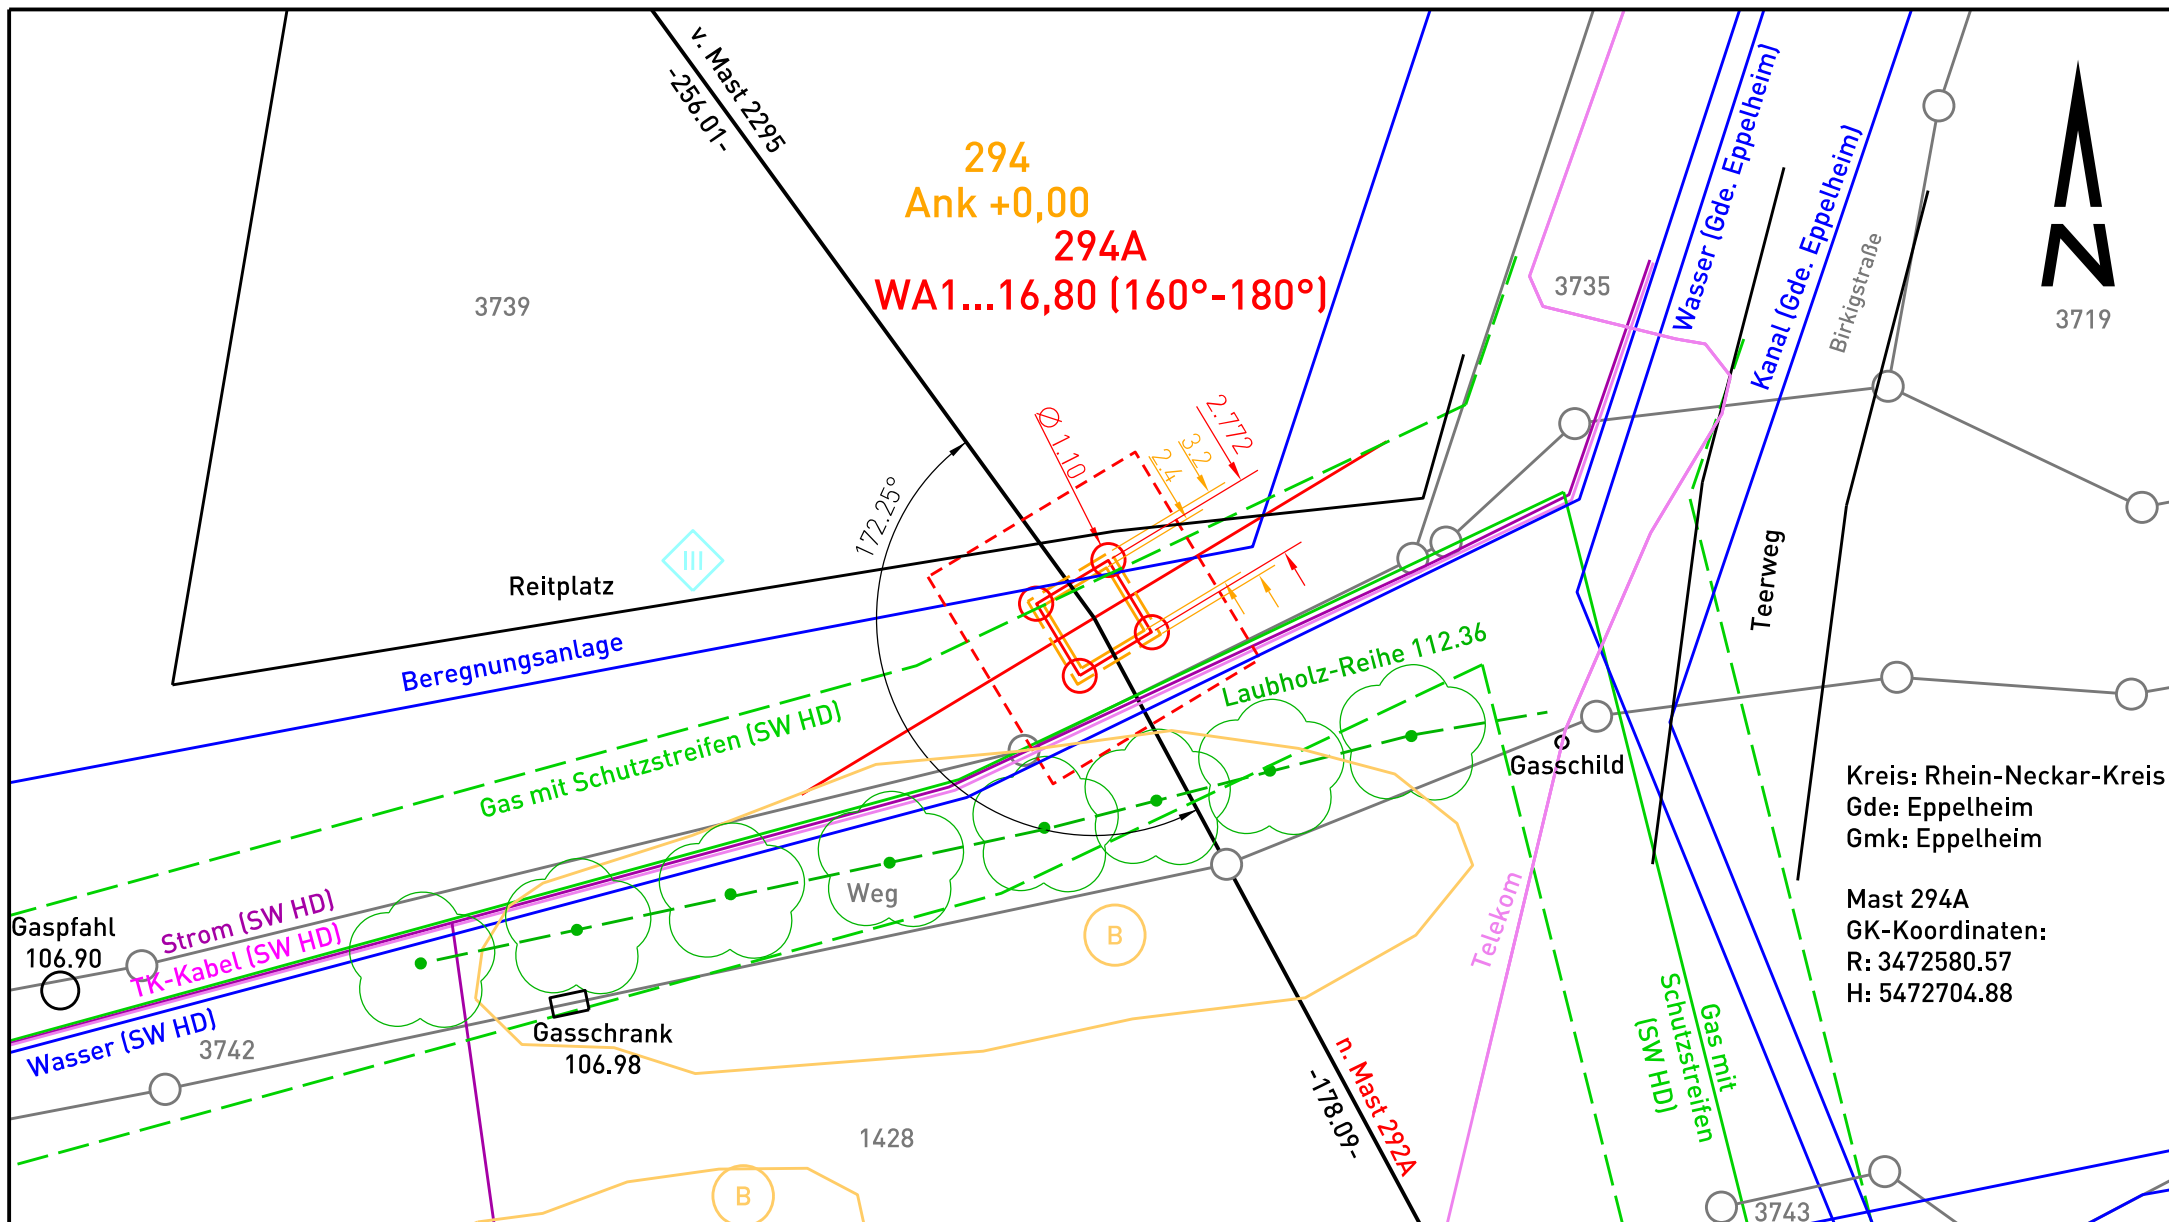 v. Mast 2295
-256.01-
294
Ank +0,00
294A
WA1...16,80 (160°-180°)
3739
3735
Wasser (Gde. Eppelheim)
Kanal (Gde. Eppelheim)
Birkigstraße
N
3719
Ø 1.10
2.4
3.2
2.772
172.25°
III
Reitplatz
Beregnungsanlage
Teerweg
Laubholz-Reihe 112.36
Gas mit Schutzstreifen (SW HD)
Gasschild
Kreis: Rhein-Neckar-Kreis
Gde: Eppelheim
Gmk: Eppelheim
Mast 294A
GK-Koordinaten:
R: 3472580.57
H: 5472704.88
Weg
Gaspfahl
106.90
Strom (SW HD)
TK-Kabel (SW HD)
Wasser (SW HD)
3742
B
Telekom
Gasschrank
106.98
Gas mit
Schutzstreifen
(SW HD)
n. Mast 292A
-178.09-
1428
B
3743